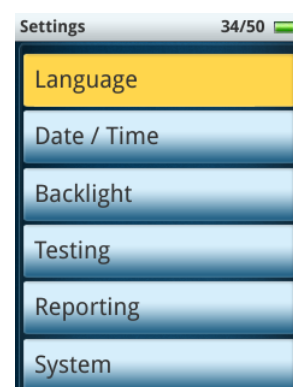 Settings 34/50
Language
Date / Time
Backlight
Testing
Reporting
System